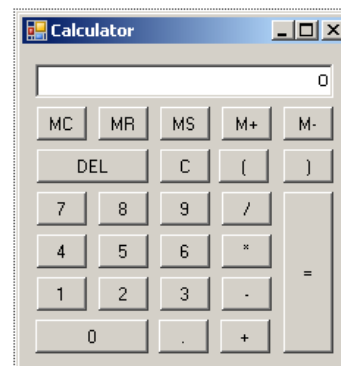 Calculator
0
MC MR MS M+ M-
DEL C ( )
7 8 9 /
4 5 6 *
=
1 2 3 -
0 . +